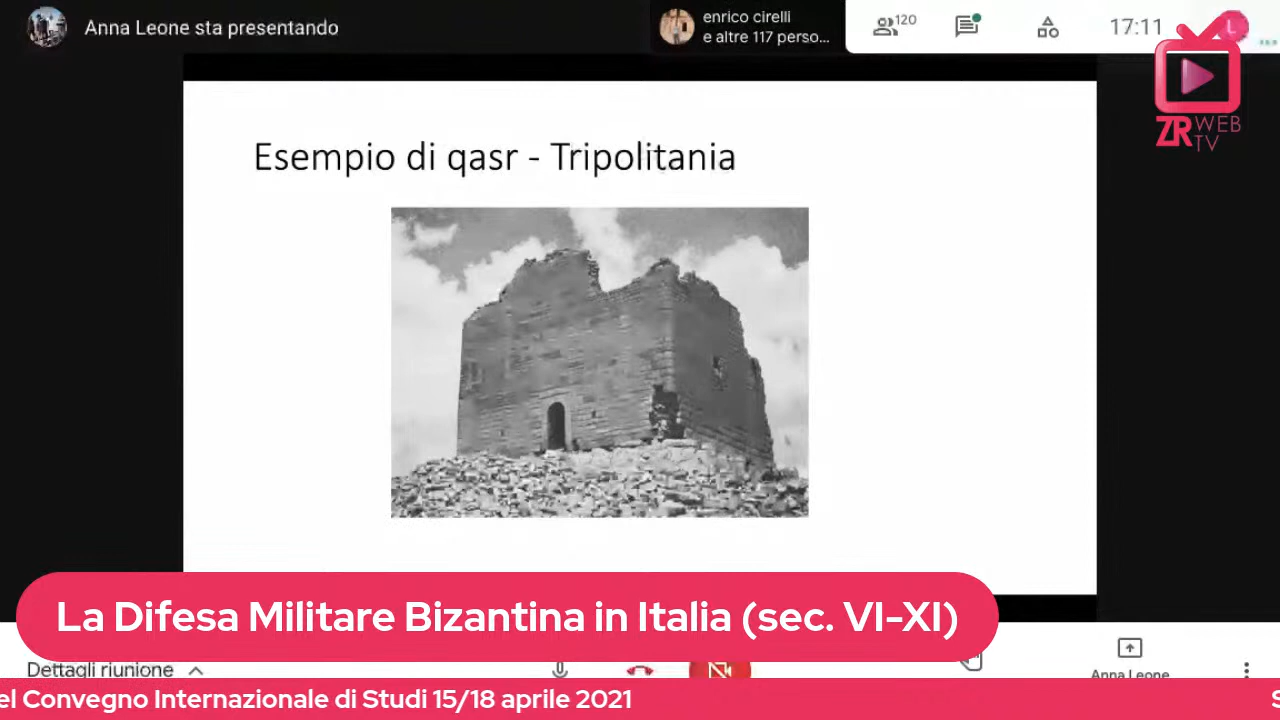 Anna Leone sta presentando
enrico cirelli
e altre 117 perso...
120
17:11
L
ZR WEB TV
Esempio di qasr - Tripolitania
La Difesa Militare Bizantina in Italia (sec. VI-XI)
Dettagli riunione
Anna Leone
el Convegno Internazionale di Studi 15/18 aprile 2021
S